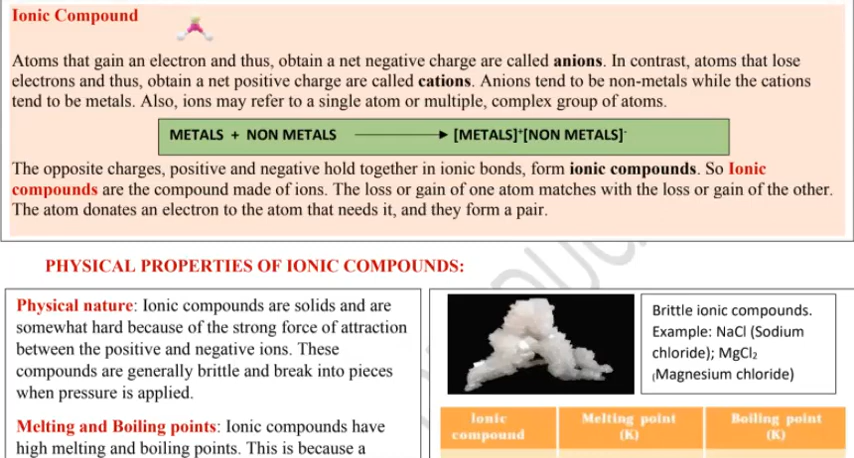 Ionic Compound
Atoms that gain an electron and thus, obtain a net negative charge are called anions. In contrast, atoms that lose
electrons and thus, obtain a net positive charge are called cations. Anions tend to be non-metals while the cations
tend to be metals. Also, ions may refer to a single atom or multiple, complex group of atoms.
METALS + NON METALS ⟶ [METALS]⁺[NON METALS]⁻
The opposite charges, positive and negative hold together in ionic bonds, form ionic compounds. So Ionic
compounds are the compound made of ions. The loss or gain of one atom matches with the loss or gain of the other.
The atom donates an electron to the atom that needs it, and they form a pair.
PHYSICAL PROPERTIES OF IONIC COMPOUNDS:
Physical nature: Ionic compounds are solids and are
somewhat hard because of the strong force of attraction
between the positive and negative ions. These
compounds are generally brittle and break into pieces
when pressure is applied.
Melting and Boiling points: Ionic compounds have
high melting and boiling points. This is because a
Brittle ionic compounds.
Example: NaCl (Sodium
chloride); MgCl₂
₍Magnesium chloride)
Ionic compound
Melting point (K)
Boiling point (K)